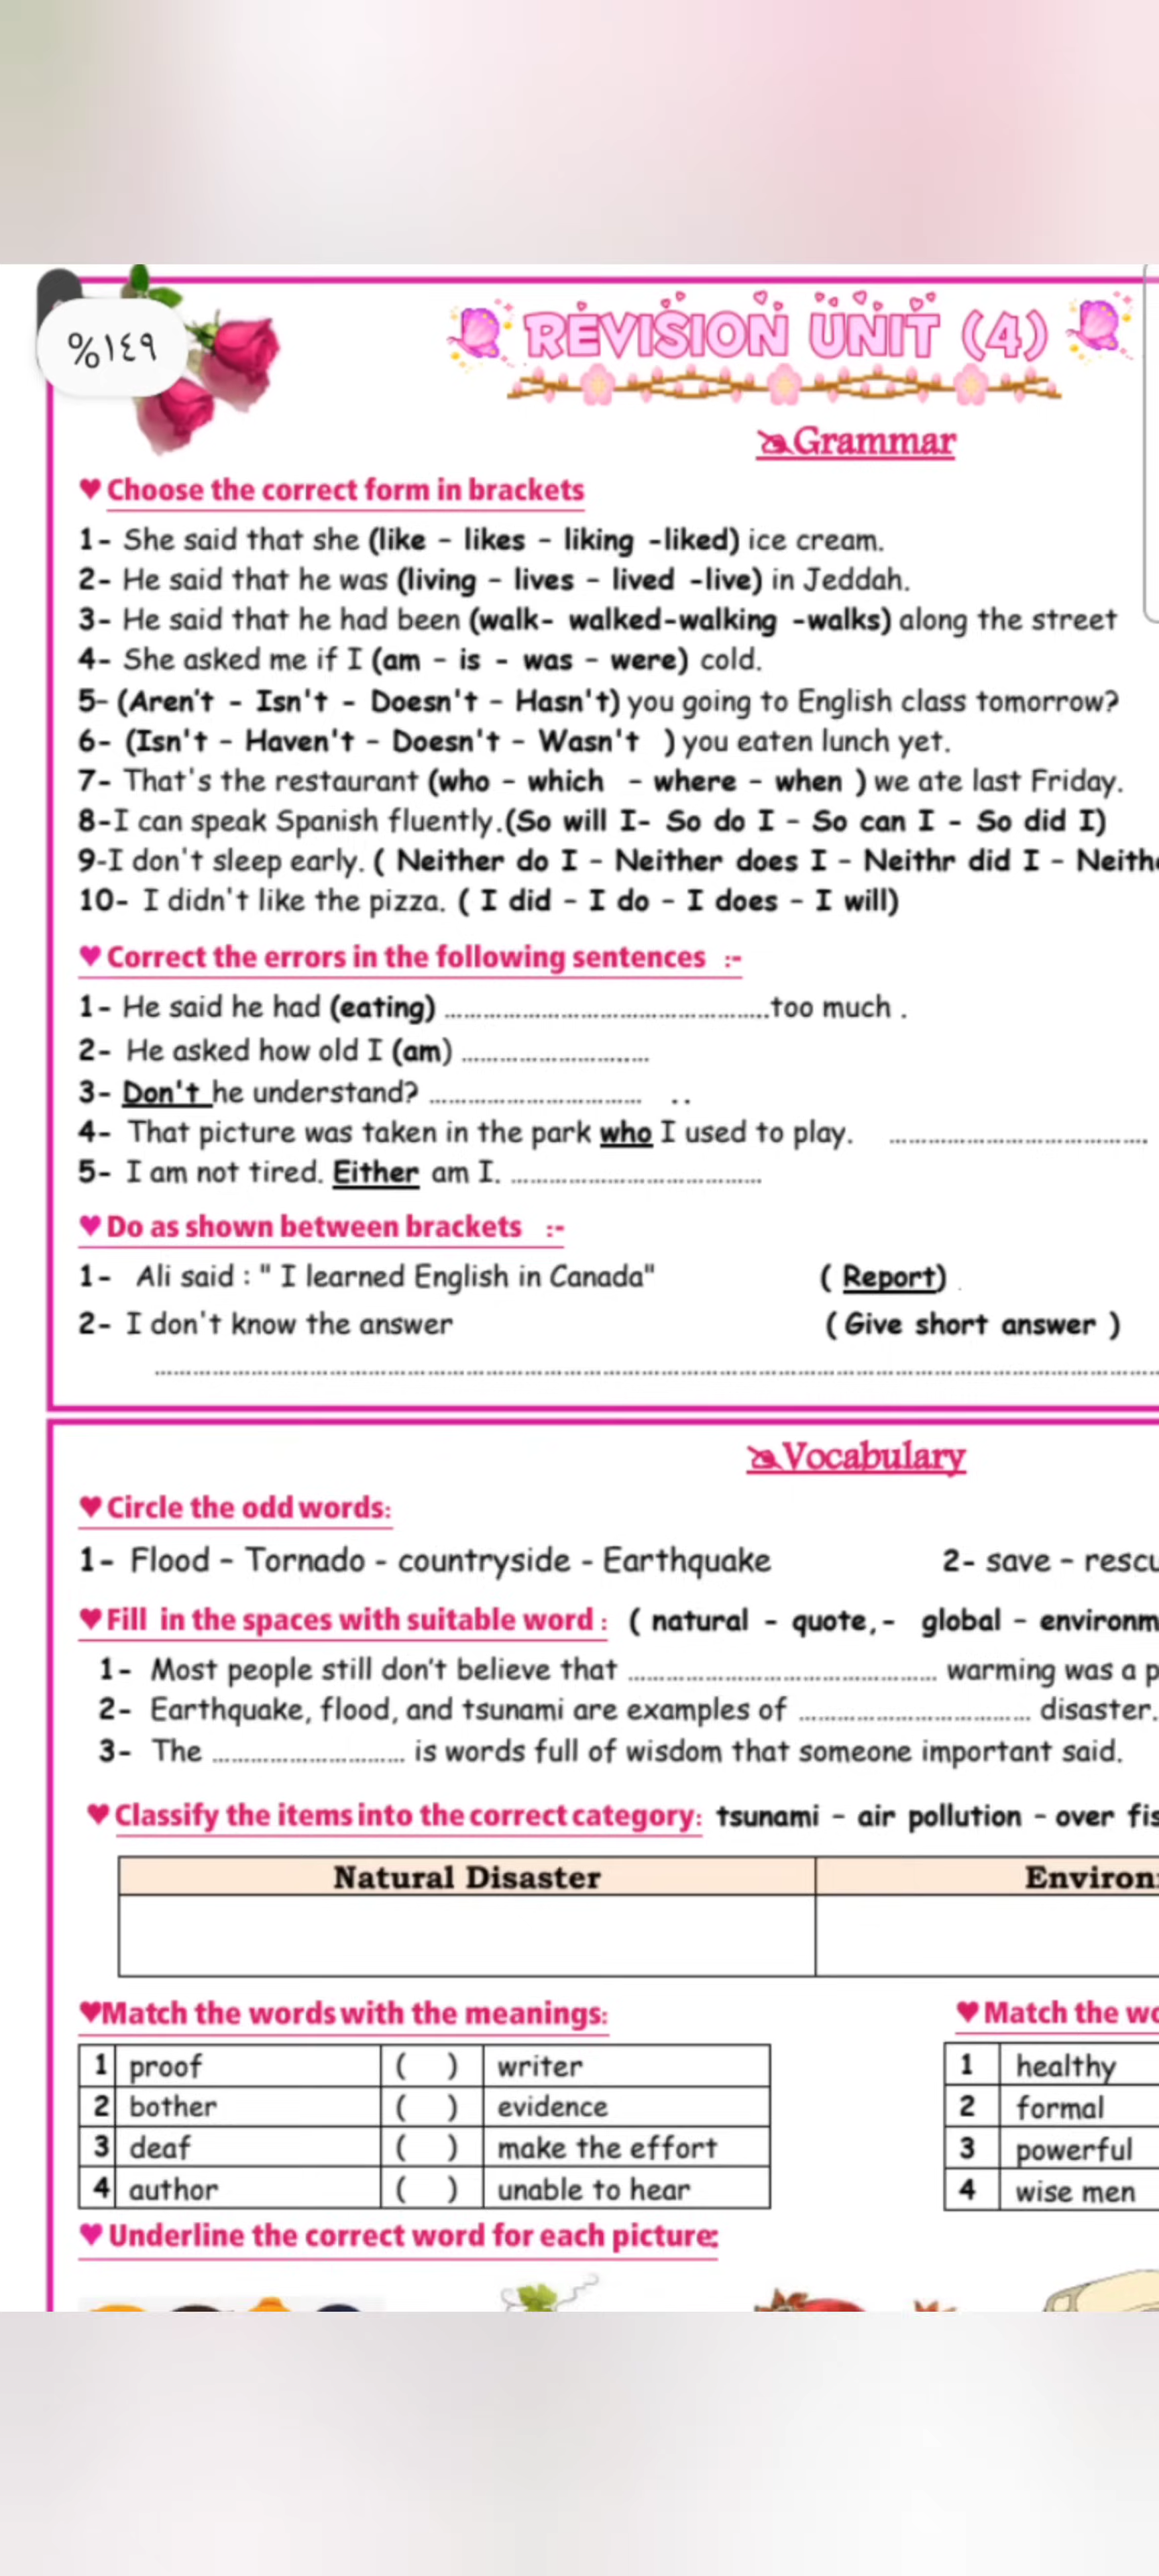 %١٤٩
REVISION UNIT (4)
Grammar
Choose the correct form in brackets
1- She said that she (like - likes - liking -liked) ice cream.
2- He said that he was (living - lives - lived -live) in Jeddah.
3- He said that he had been (walk- walked-walking -walks) along the street
4- She asked me if I (am - is - was - were) cold.
5- (Aren't - Isn't - Doesn't - Hasn't) you going to English class tomorrow?
6- (Isn't - Haven't - Doesn't - Wasn't ) you eaten lunch yet.
7- That's the restaurant (who - which - where - when ) we ate last Friday.
8-I can speak Spanish fluently.(So will I- So do I - So can I - So did I)
9-I don't sleep early. ( Neither do I - Neither does I - Neithr did I -
10- I didn't like the pizza. ( I did - I do - I does - I will)
Correct the errors in the following sentences :-
1- He said he had (eating) ........................................too much .
2- He asked how old I (am) ........................
3- Don't he understand? ........................... ..
4- That picture was taken in the park who I used to play. .................................
5- I am not tired. Either am I. ................................
Do as shown between brackets :-
1- Ali said : " I learned English in Canada" ( Report) .
2- I don't know the answer ( Give short answer )
................................................................................
Vocabulary
Circle the odd words:
1- Flood - Tornado - countryside - Earthquake 2- save -
Fill in the spaces with suitable word : ( natural - quote,- global -
1- Most people still don't believe that ........................................ warming was a
2- Earthquake, flood, and tsunami are examples of .............................. disaster.
3- The ......................... is words full of wisdom that someone important said.
Classify the items into the correct category: tsunami - air pollution - over
Natural Disaster
Match the words with the meanings: Match the
1 proof ( ) writer 1 healthy
2 bother ( ) evidence 2 formal
3 deaf ( ) make the effort 3 powerful
4 author ( ) unable to hear 4 wise men
Underline the correct word for each picture: